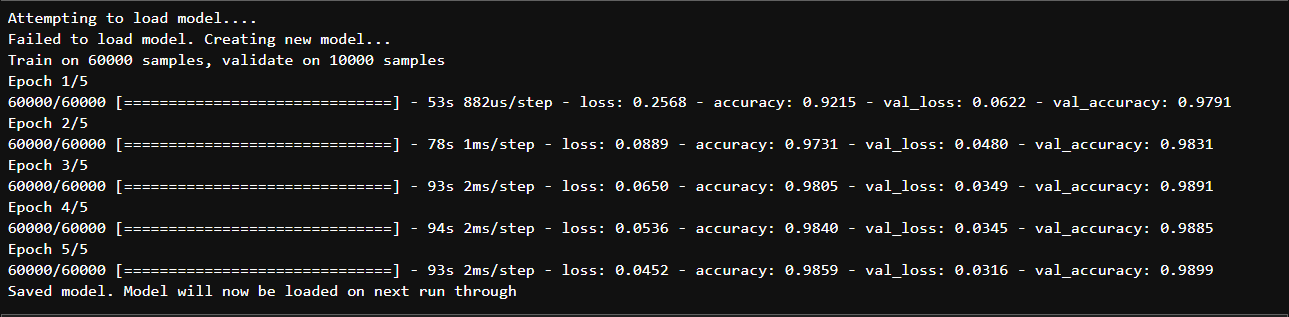 Attempting to load model....
Failed to load model. Creating new model...
Train on 60000 samples, validate on 10000 samples
Epoch 1/5
60000/60000 [==============================] - 53s 882us/step - loss: 0.2568 - accuracy: 0.9215 - val_loss: 0.0622 - val_accuracy: 0.9791
Epoch 2/5
60000/60000 [==============================] - 78s 1ms/step - loss: 0.0889 - accuracy: 0.9731 - val_loss: 0.0480 - val_accuracy: 0.9831
Epoch 3/5
60000/60000 [==============================] - 93s 2ms/step - loss: 0.0650 - accuracy: 0.9805 - val_loss: 0.0349 - val_accuracy: 0.9891
Epoch 4/5
60000/60000 [==============================] - 94s 2ms/step - loss: 0.0536 - accuracy: 0.9840 - val_loss: 0.0345 - val_accuracy: 0.9885
Epoch 5/5
60000/60000 [==============================] - 93s 2ms/step - loss: 0.0452 - accuracy: 0.9859 - val_loss: 0.0316 - val_accuracy: 0.9899
Saved model. Model will now be loaded on next run through